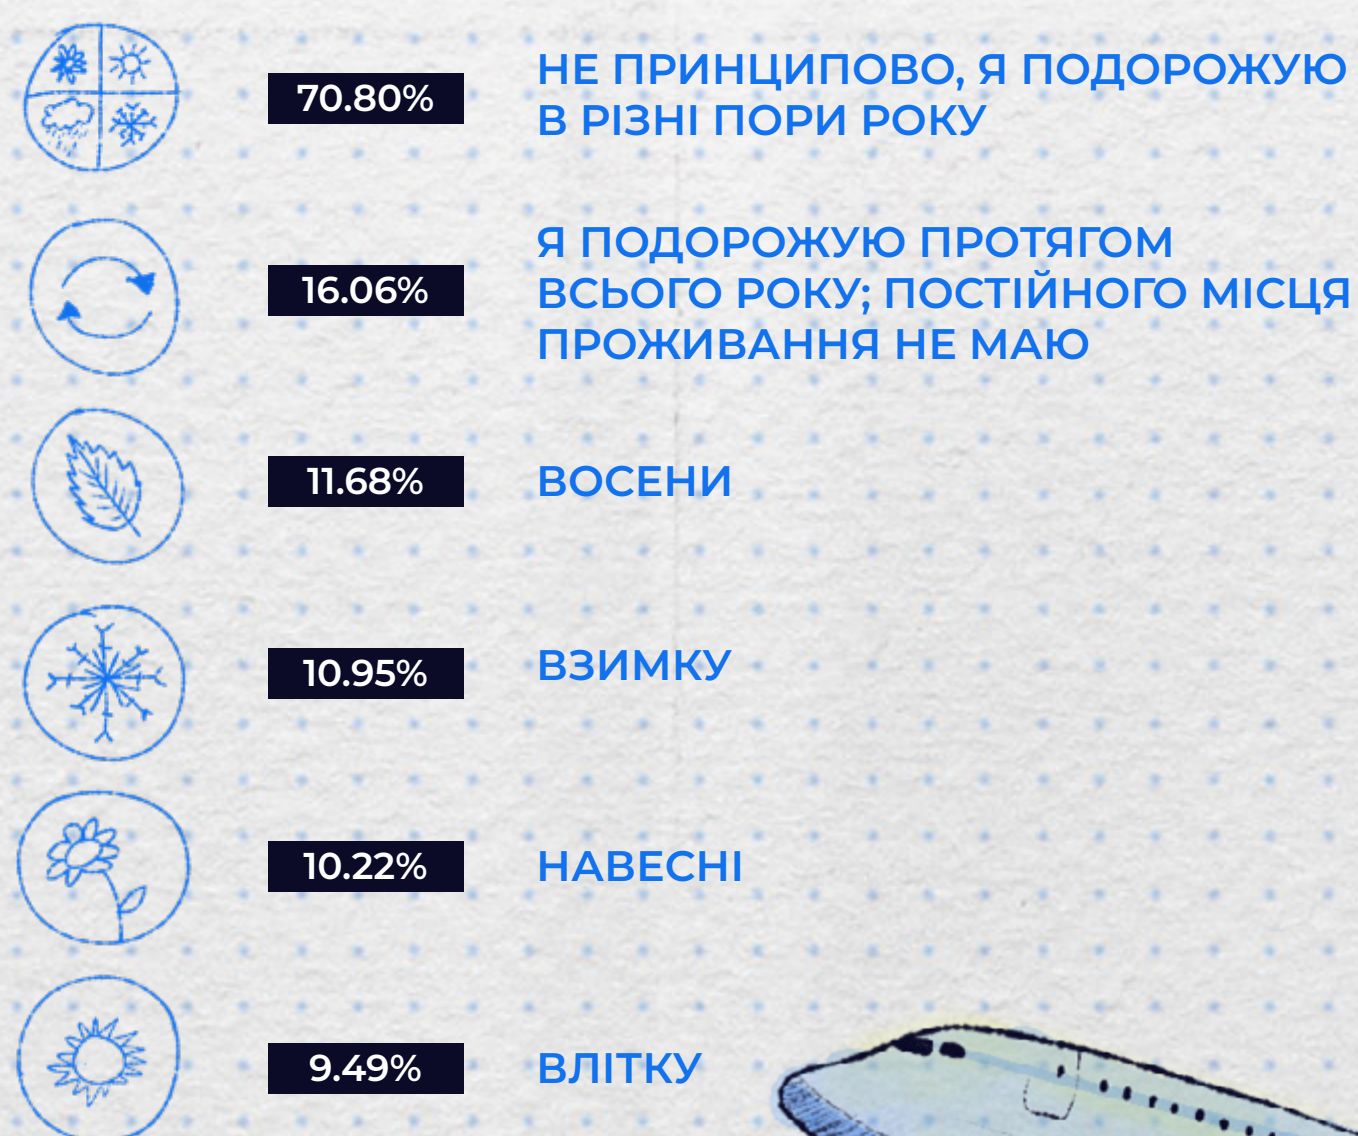 70.80%
НЕ ПРИНЦИПОВО, Я ПОДОРОЖУЮ
В РІЗНІ ПОРИ РОКУ
16.06%
Я ПОДОРОЖУЮ ПРОТЯГОМ
ВСЬОГО РОКУ; ПОСТІЙНОГО МІСЦЯ
ПРОЖИВАННЯ НЕ МАЮ
11.68%
ВОСЕНИ
10.95%
ВЗИМКУ
10.22%
НАВЕСНІ
9.49%
ВЛІТКУ